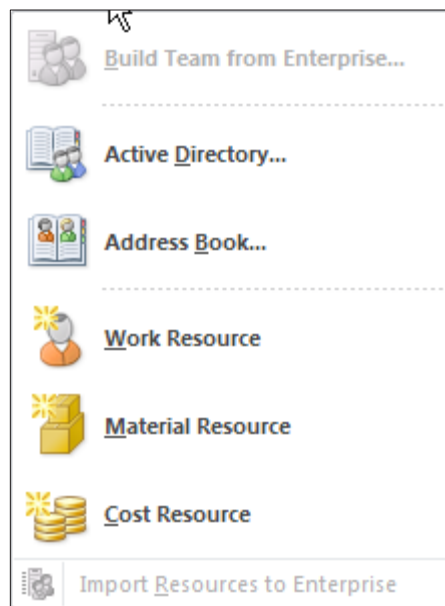 Build Team from Enterprise...
Active Directory...
Address Book...
Work Resource
Material Resource
Cost Resource
Import Resources to Enterprise